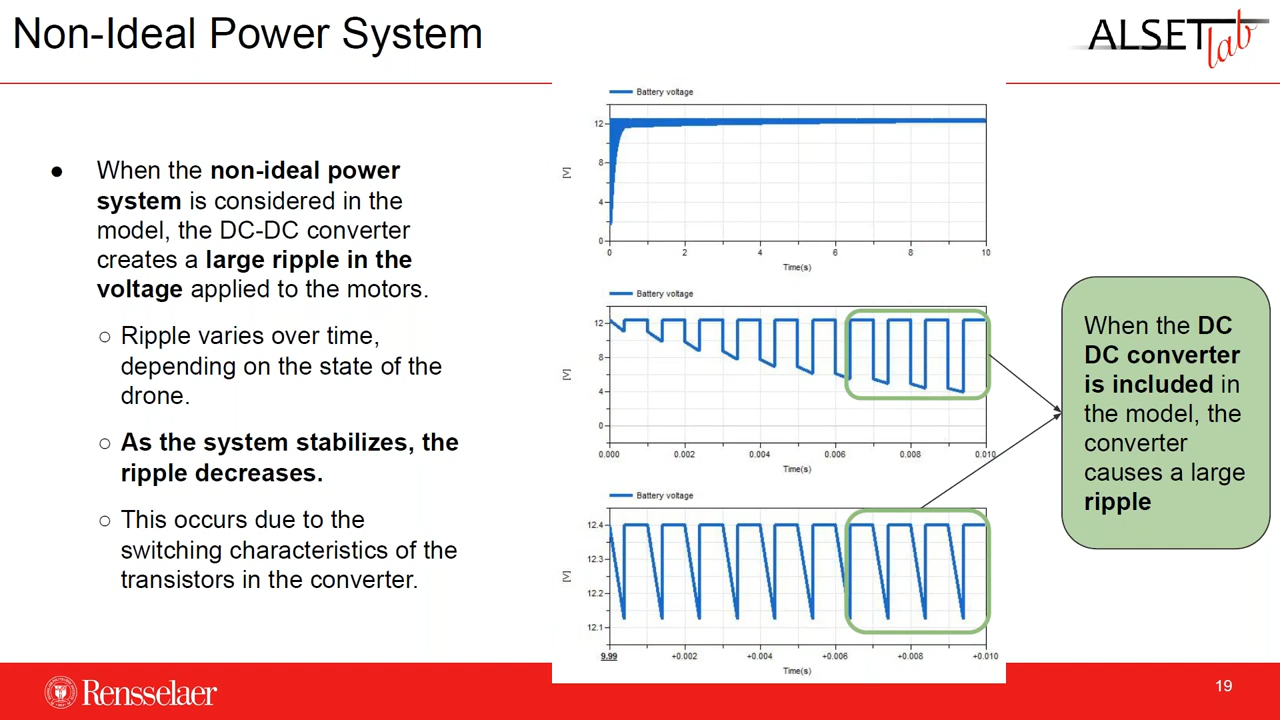 Non-Ideal Power System
ALSET lab
● When the non-ideal power
system is considered in the
model, the DC-DC converter
creates a large ripple in the
voltage applied to the motors.
○ Ripple varies over time,
depending on the state of the
drone.
○ As the system stabilizes, the
ripple decreases.
○ This occurs due to the
switching characteristics of the
transistors in the converter.
Battery voltage
12
8
4
0
[V]
0 2 4 6 8 10
Time(s)
Battery voltage
12
8
4
0
[V]
0.000 0.002 0.004 0.006 0.008 0.010
Time(s)
Battery voltage
12.4
12.3
12.2
12.1
[V]
9.99 +0.002 +0.004 +0.006 +0.008 +0.010
Time(s)
When the DC
DC converter
is included in
the model, the
converter
causes a large
ripple
Rensselaer
19